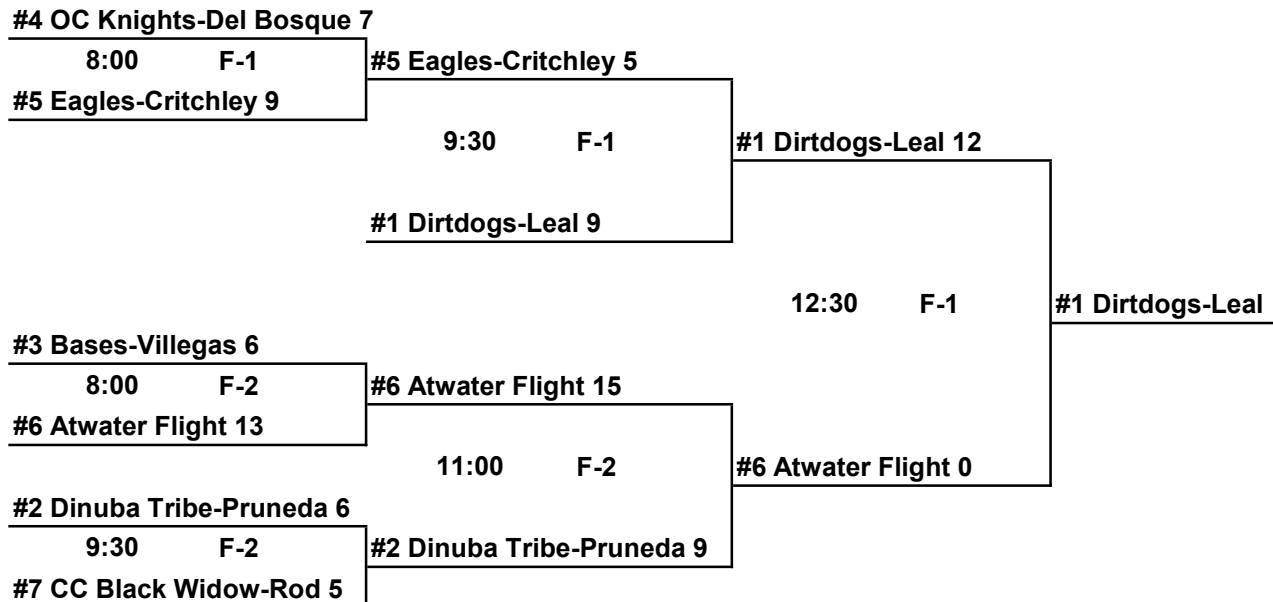 #4 OC Knights-Del Bosque 7
8:00 F-1
#5 Eagles-Critchley 5
#5 Eagles-Critchley 9
9:30 F-1
#1 Dirtdogs-Leal 12
#1 Dirtdogs-Leal 9
12:30 F-1
#1 Dirtdogs-Leal
#3 Bases-Villegas 6
8:00 F-2
#6 Atwater Flight 15
#6 Atwater Flight 13
11:00 F-2
#6 Atwater Flight 0
#2 Dinuba Tribe-Pruneda 6
9:30 F-2
#2 Dinuba Tribe-Pruneda 9
#7 CC Black Widow-Rod 5